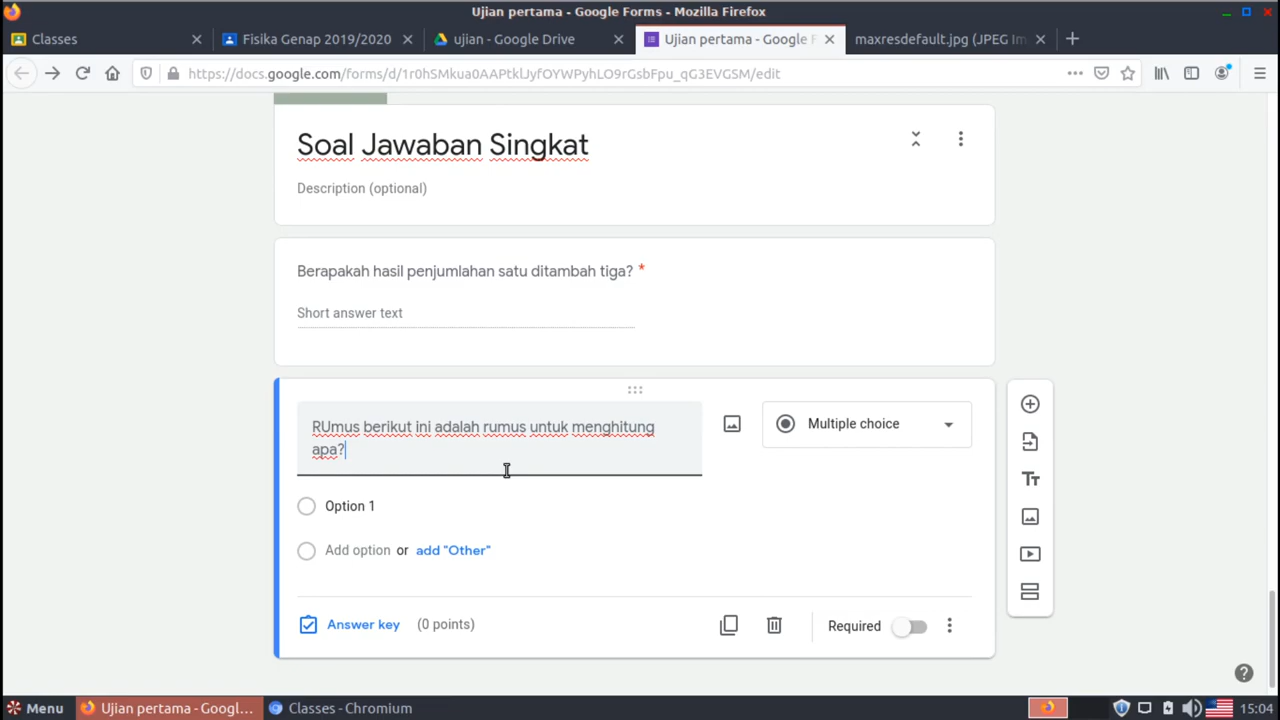 Ujian pertama - Google Forms - Mozilla Firefox
Classes
Fisika Genap 2019/2020
ujian - Google Drive
Ujian pertama - Google F
maxresdefault.jpg (JPEG Im
https://docs.google.com/forms/d/1r0hSMkua0AAPtklJyfOYWPyhLO9rGsbFpu_qG3EVGSM/edit
Soal Jawaban Singkat
Description (optional)
Berapakah hasil penjumlahan satu ditambah tiga? *
Short answer text
RUmus berikut ini adalah rumus untuk menghitung
apa?
Multiple choice
Option 1
Add option or add "Other"
Answer key (0 points)
Required
Menu
Ujian pertama - Googl...
Classes - Chromium
15:04